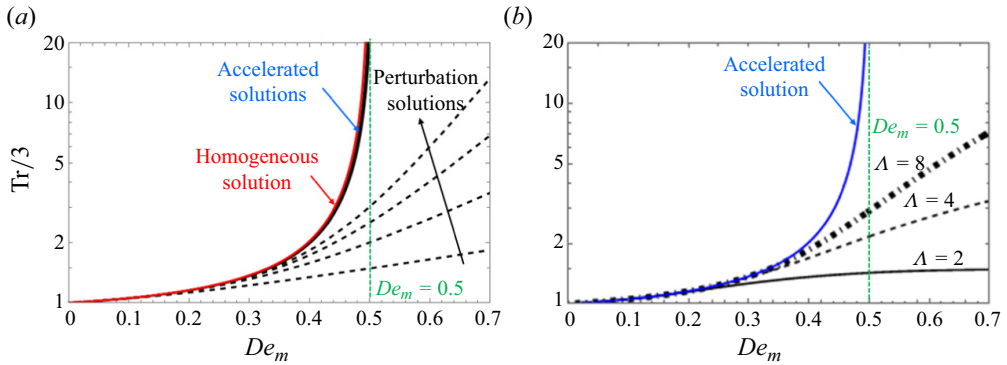 (a)
20
10
5
2
1
Tr/3
Accelerated
solutions
Homogeneous
solution
Perturbation
solutions
De_m = 0.5
0 0.1 0.2 0.3 0.4 0.5 0.6 0.7
De_m
(b)
20
10
5
2
1
Accelerated
solution
De_m = 0.5
Λ = 8
Λ = 4
Λ = 2
0 0.1 0.2 0.3 0.4 0.5 0.6 0.7
De_m